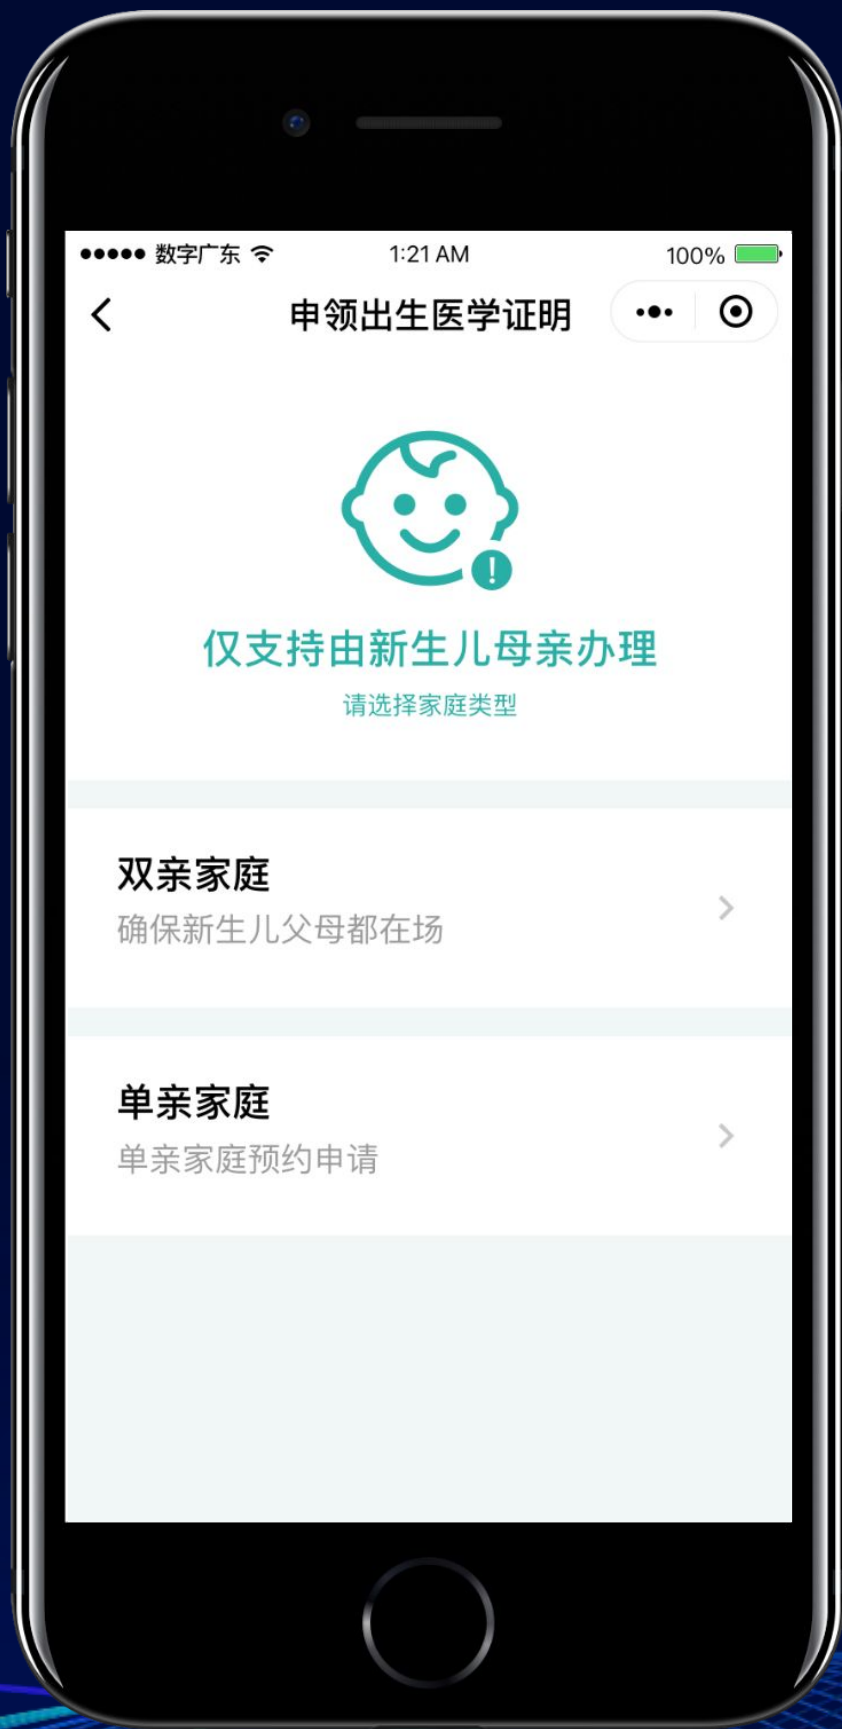 数字广东 1:21 AM 100%
申领出生医学证明
仅支持由新生儿母亲办理
请选择家庭类型
双亲家庭
确保新生儿父母都在场
单亲家庭
单亲家庭预约申请